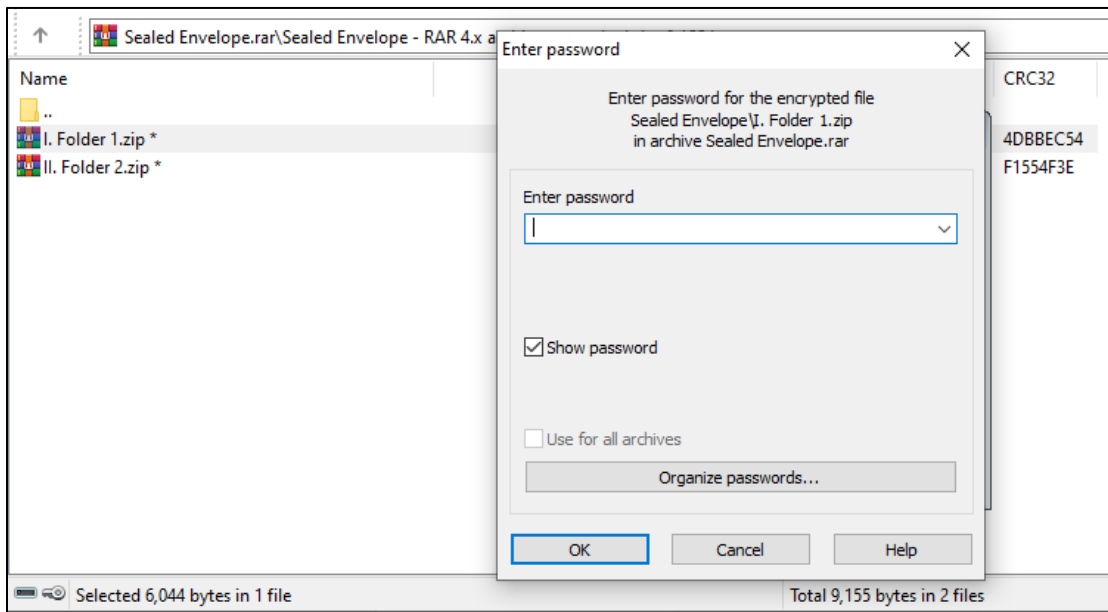 Sealed Envelope.rar\Sealed Envelope - RAR 4.x a
Enter password
Name
CRC32
Enter password for the encrypted file
Sealed Envelope\I. Folder 1.zip
in archive Sealed Envelope.rar
..
I. Folder 1.zip *
4DBBEC54
II. Folder 2.zip *
F1554F3E
Enter password
Show password
Use for all archives
Organize passwords...
OK
Cancel
Help
Selected 6,044 bytes in 1 file
Total 9,155 bytes in 2 files